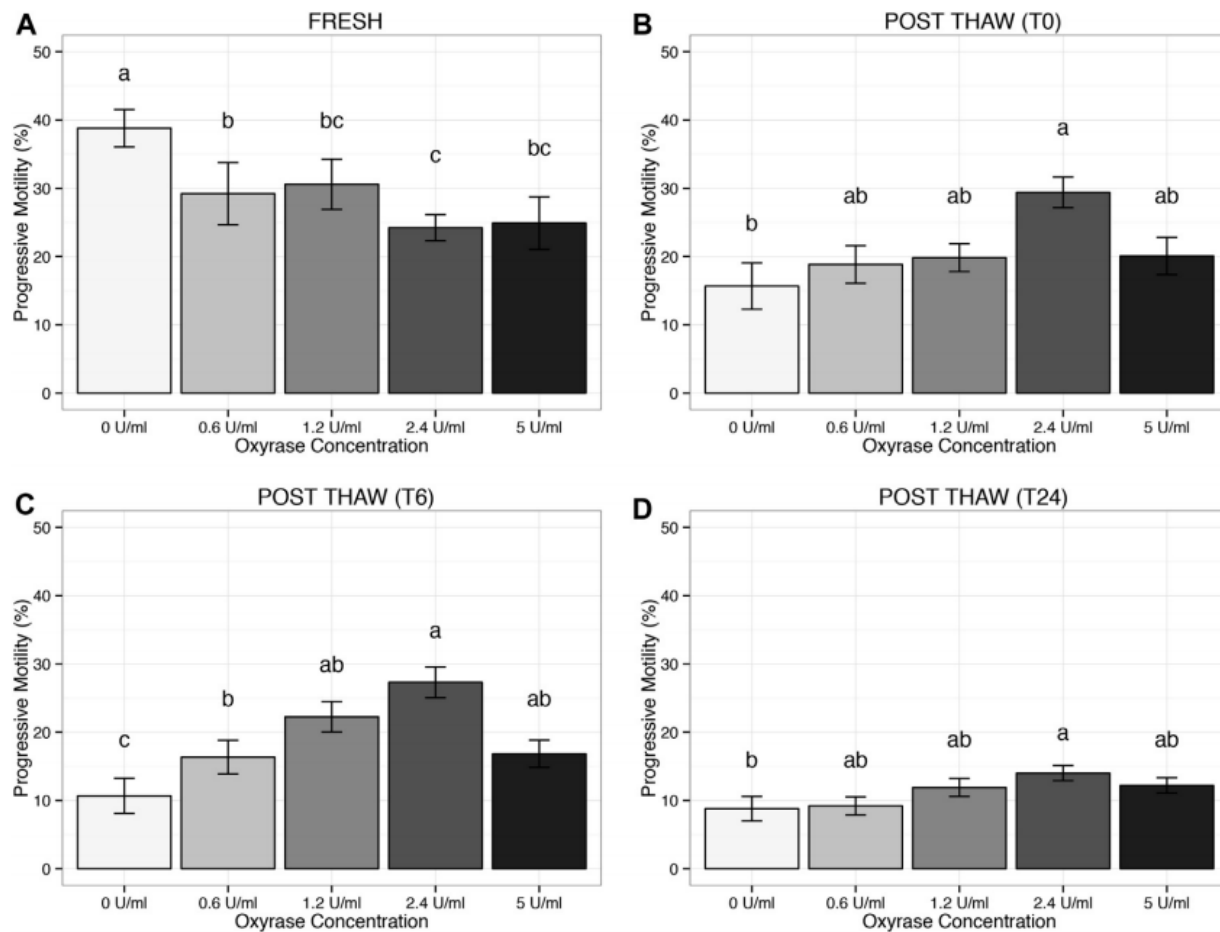 A
FRESH
Progressive Motility (%)
50
40
30
20
10
0
a
b
bc
c
bc
0 U/ml 0.6 U/ml 1.2 U/ml 2.4 U/ml 5 U/ml
Oxyrase Concentration
B
POST THAW (T0)
Progressive Motility (%)
50
40
30
20
10
0
b
ab
ab
a
ab
0 U/ml 0.6 U/ml 1.2 U/ml 2.4 U/ml 5 U/ml
Oxyrase Concentration
C
POST THAW (T6)
Progressive Motility (%)
50
40
30
20
10
0
c
b
ab
a
ab
0 U/ml 0.6 U/ml 1.2 U/ml 2.4 U/ml 5 U/ml
Oxyrase Concentration
D
POST THAW (T24)
Progressive Motility (%)
50
40
30
20
10
0
b
ab
ab
a
ab
0 U/ml 0.6 U/ml 1.2 U/ml 2.4 U/ml 5 U/ml
Oxyrase Concentration